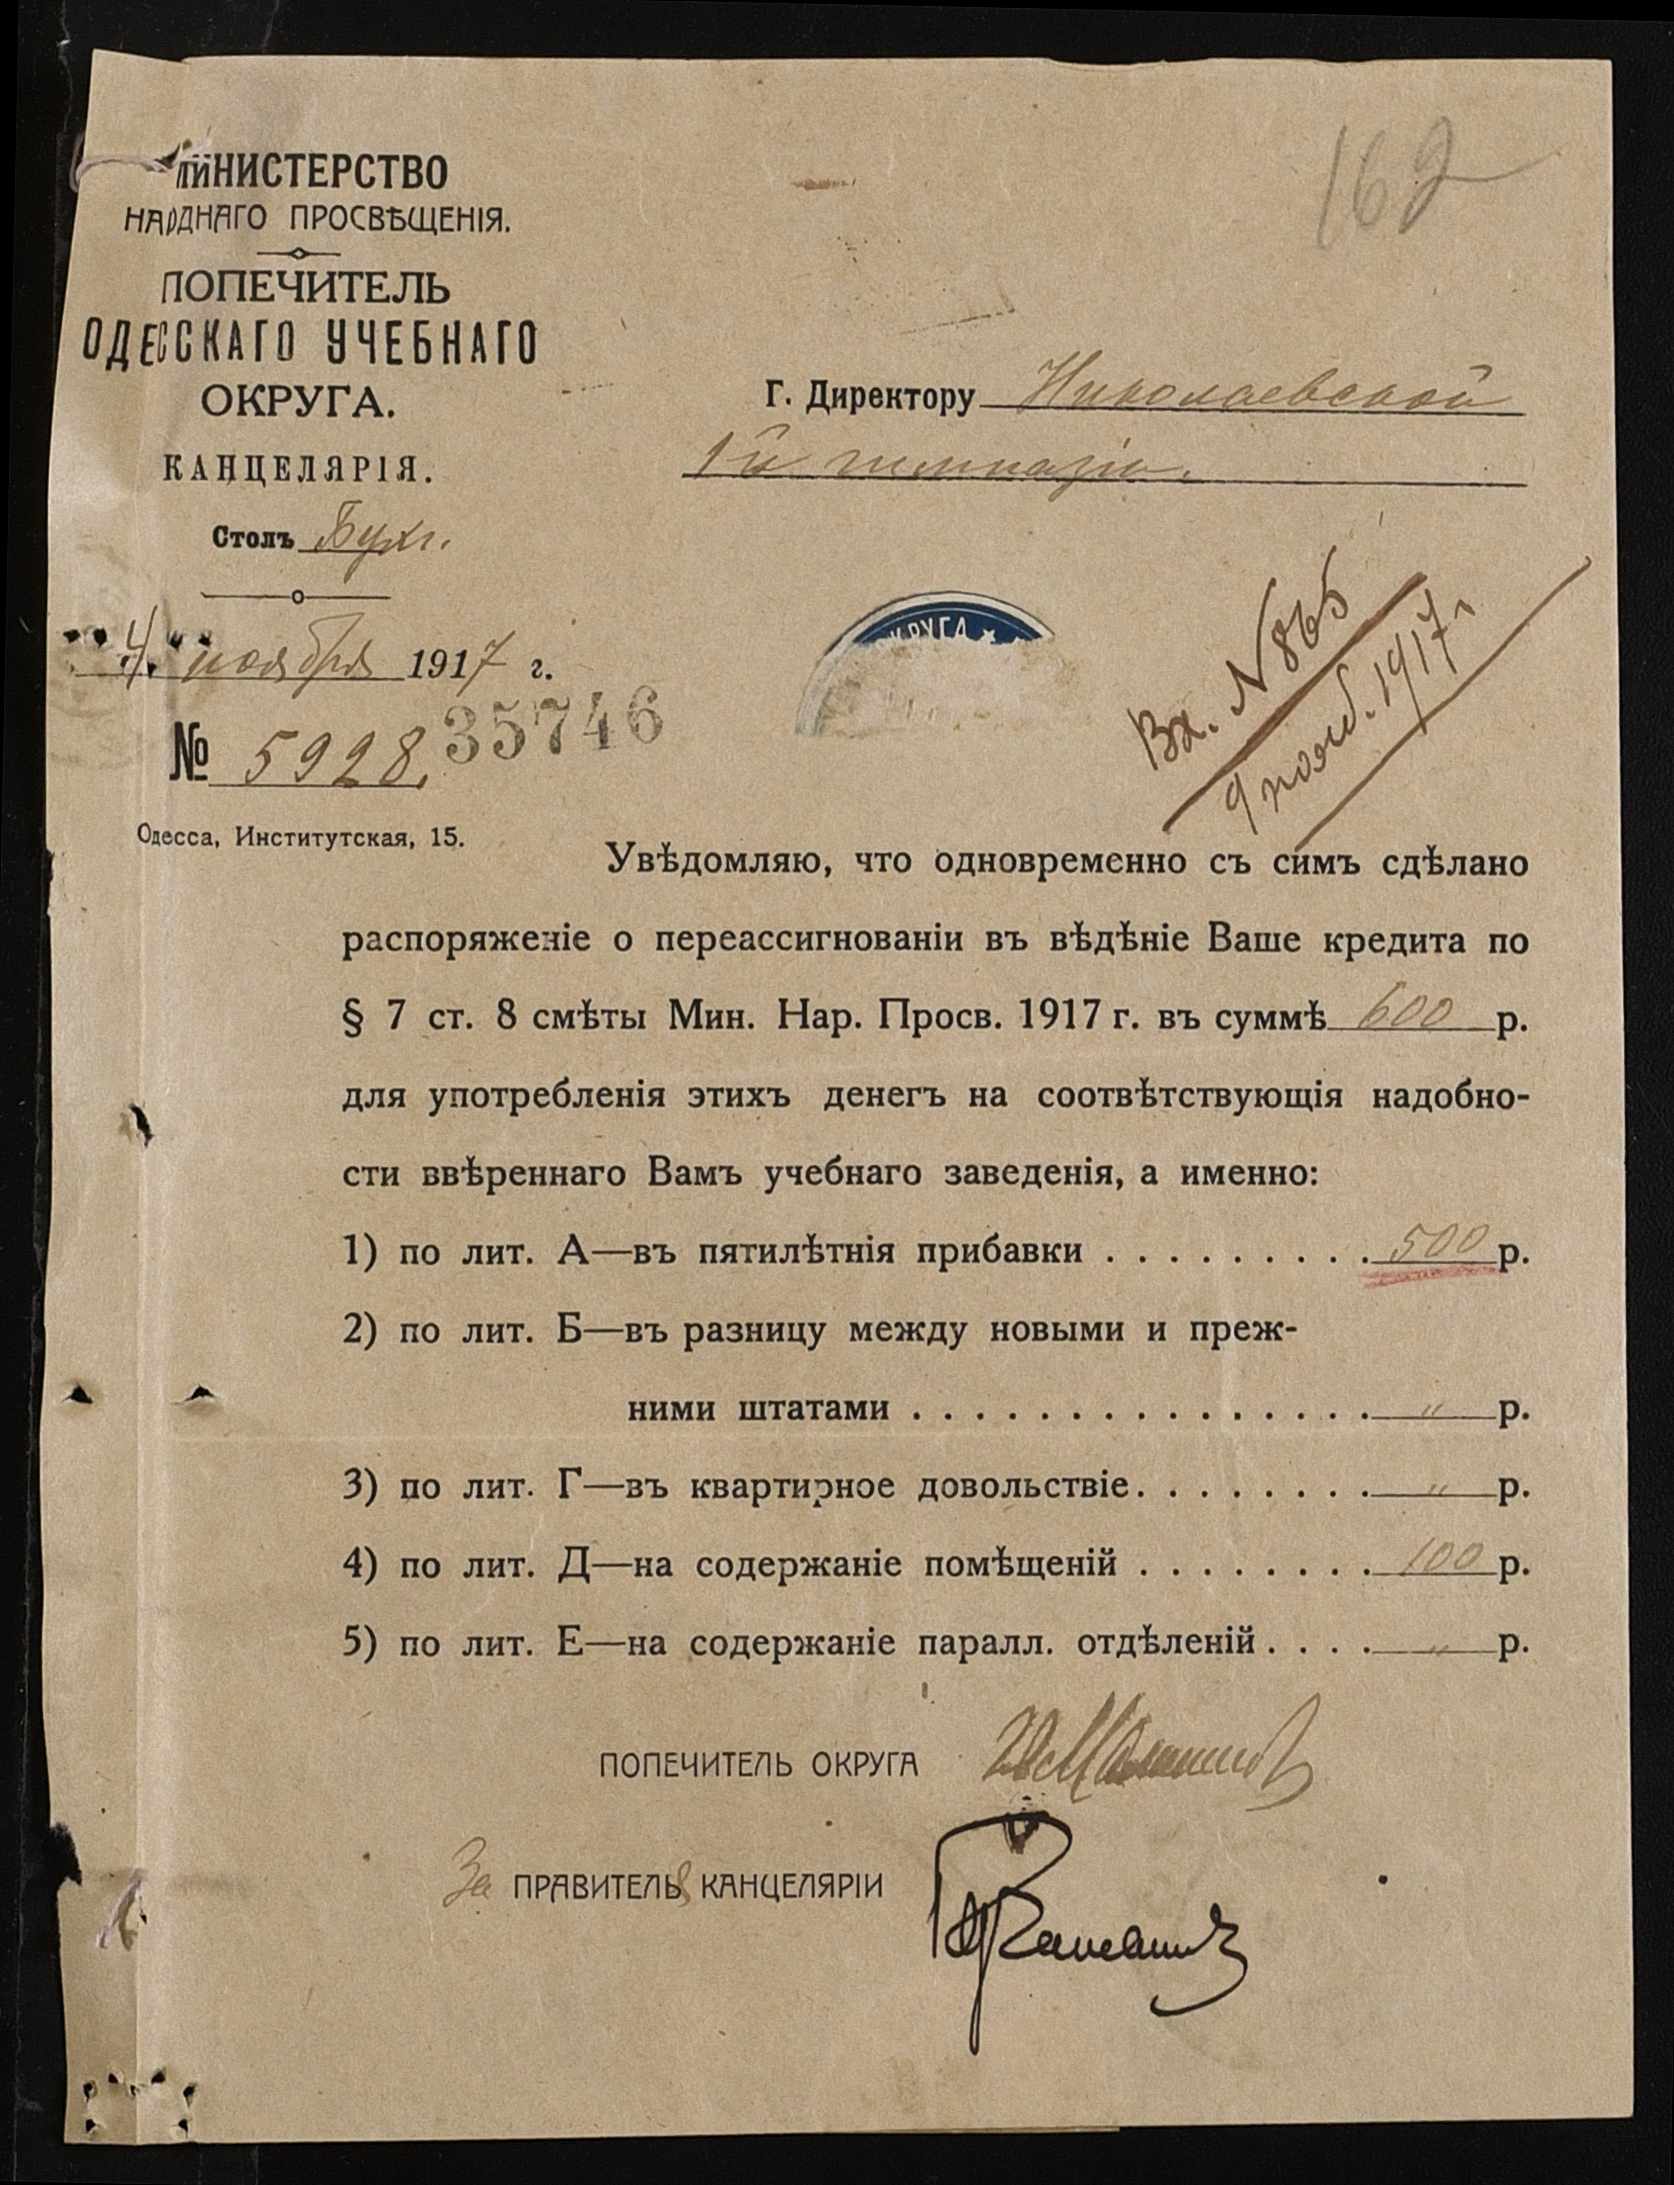 162
МИНИСТЕРСТВО
НАРОДНАГО ПРОСВѢЩЕНІЯ.
ПОПЕЧИТЕЛЬ
ОДЕССКАГО УЧЕБНАГО
ОКРУГА.
КАНЦЕЛЯРІЯ.
Столъ Бухг.
4 ноября 1917 г.
№ 5928. 35746
Одесса, Институтская, 15.
Г. Директору Николаевской
1й гимназіи.
ОКРУГА
Вх. N 865
9 нояб. 1917 г.
Увѣдомляю, что одновременно съ симъ сдѣлано
распоряженіе о переассигнованіи въ вѣдѣніе Ваше кредита по
§ 7 ст. 8 смѣты Мин. Нар. Просв. 1917 г. въ суммѣ 600 р.
для употребленія этихъ денегъ на соотвѣтствующія надобно-
сти ввѣреннаго Вамъ учебнаго заведенія, а именно:
1) по лит. А—въ пятилѣтнія прибавки . . . . . . . . . 500 р.
2) по лит. Б—въ разницу между новыми и преж-
ними штатами . . . . . . . . . . . . . . . „ р.
3) по лит. Г—въ квартирное довольствіе. . . . . . . . „ р.
4) по лит. Д—на содержаніе помѣщеній . . . . . . . . 100 р.
5) по лит. Е—на содержаніе паралл. отдѣленій . . . . „ р.
ПОПЕЧИТЕЛЬ ОКРУГА
За ПРАВИТЕЛЯ КАНЦЕЛЯРІИ